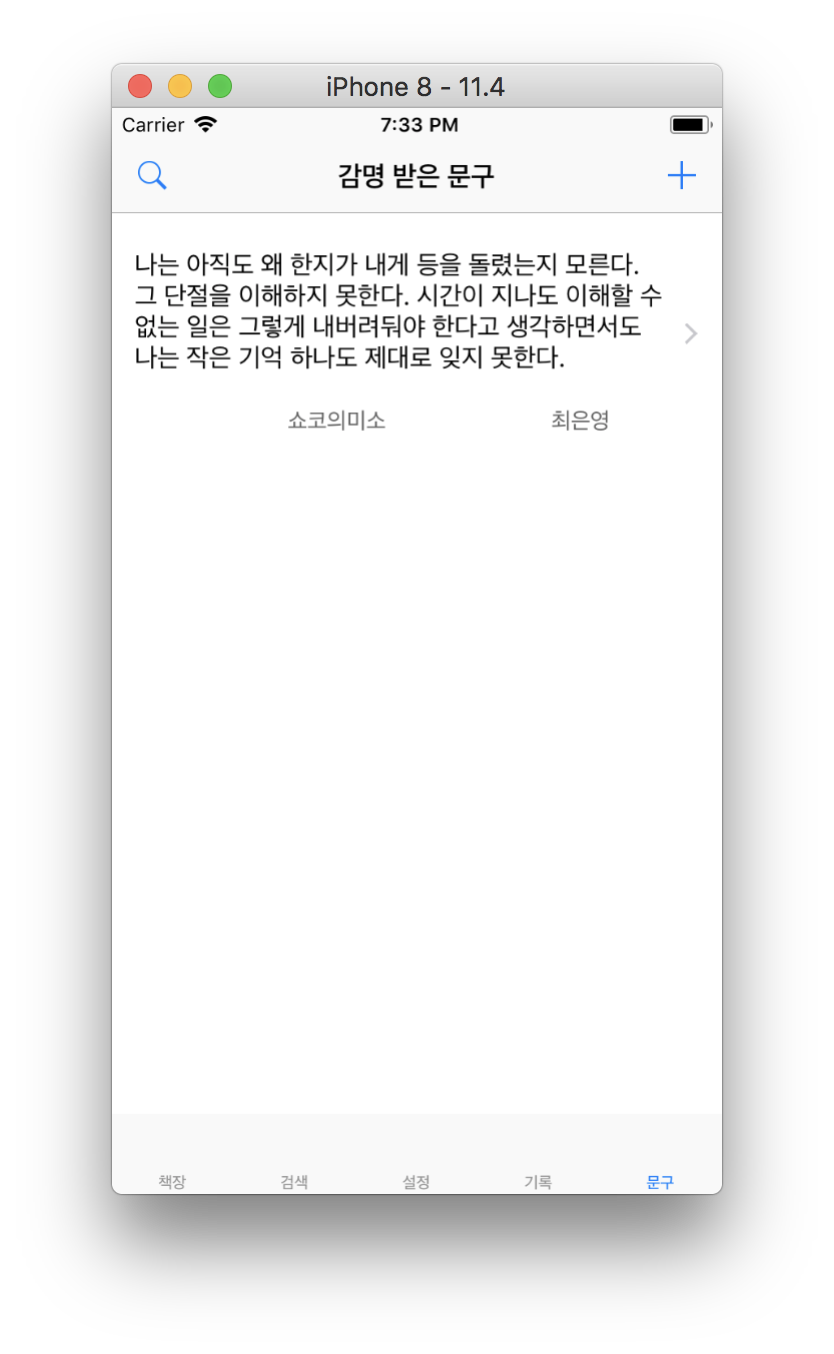 iPhone 8 - 11.4
Carrier 7:33 PM
감명 받은 문구
나는 아직도 왜 한지가 내게 등을 돌렸는지 모른다.
그 단절을 이해하지 못한다. 시간이 지나도 이해할 수
없는 일은 그렇게 내버려둬야 한다고 생각하면서도
나는 작은 기억 하나도 제대로 잊지 못한다.
쇼코의미소 최은영
책장 검색 설정 기록 문구